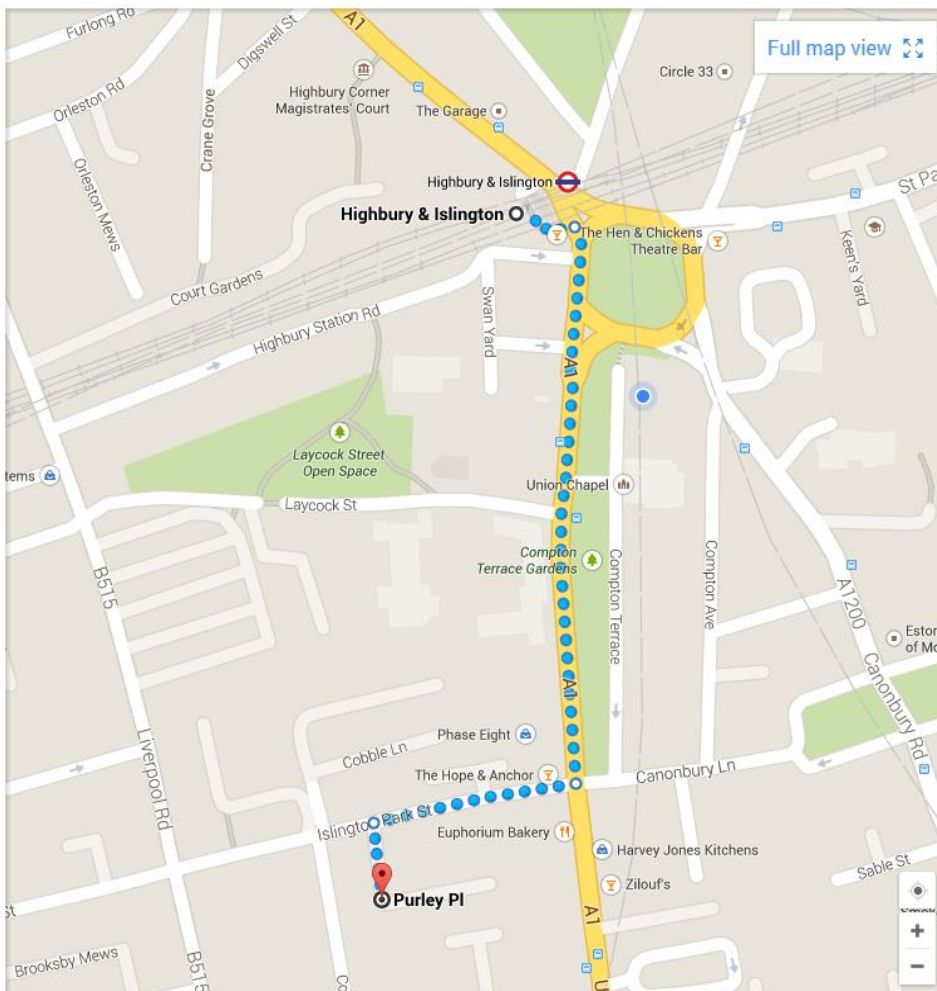 Furlong Rd
Digswell St
A1
Full map view
Orleston Rd
Crane Grove
Highbury Corner
Magistrates' Court
The Garage
Circle 33
Orleston Mews
Highbury & Islington
Highbury & Islington
St Pa
The Hen & Chickens
Theatre Bar
Keen's Yard
Court Gardens
Swan Yard
Highbury Station Rd
A1
Laycock Street
Open Space
tems
Union Chapel
Laycock St
Compton
Terrace Gardens
Compton Terrace
Compton Ave
B515
A1200
Eston
of Mo
A1
Canonbury Rd
Phase Eight
Cobble Ln
Liverpool Rd
The Hope & Anchor
Canonbury Ln
Islington Park St
Euphorium Bakery
Harvey Jones Kitchens
Sable St
Zilouf's
Purley Pl
St
A1
Brooksby Mews
B515
Co
U
+
−